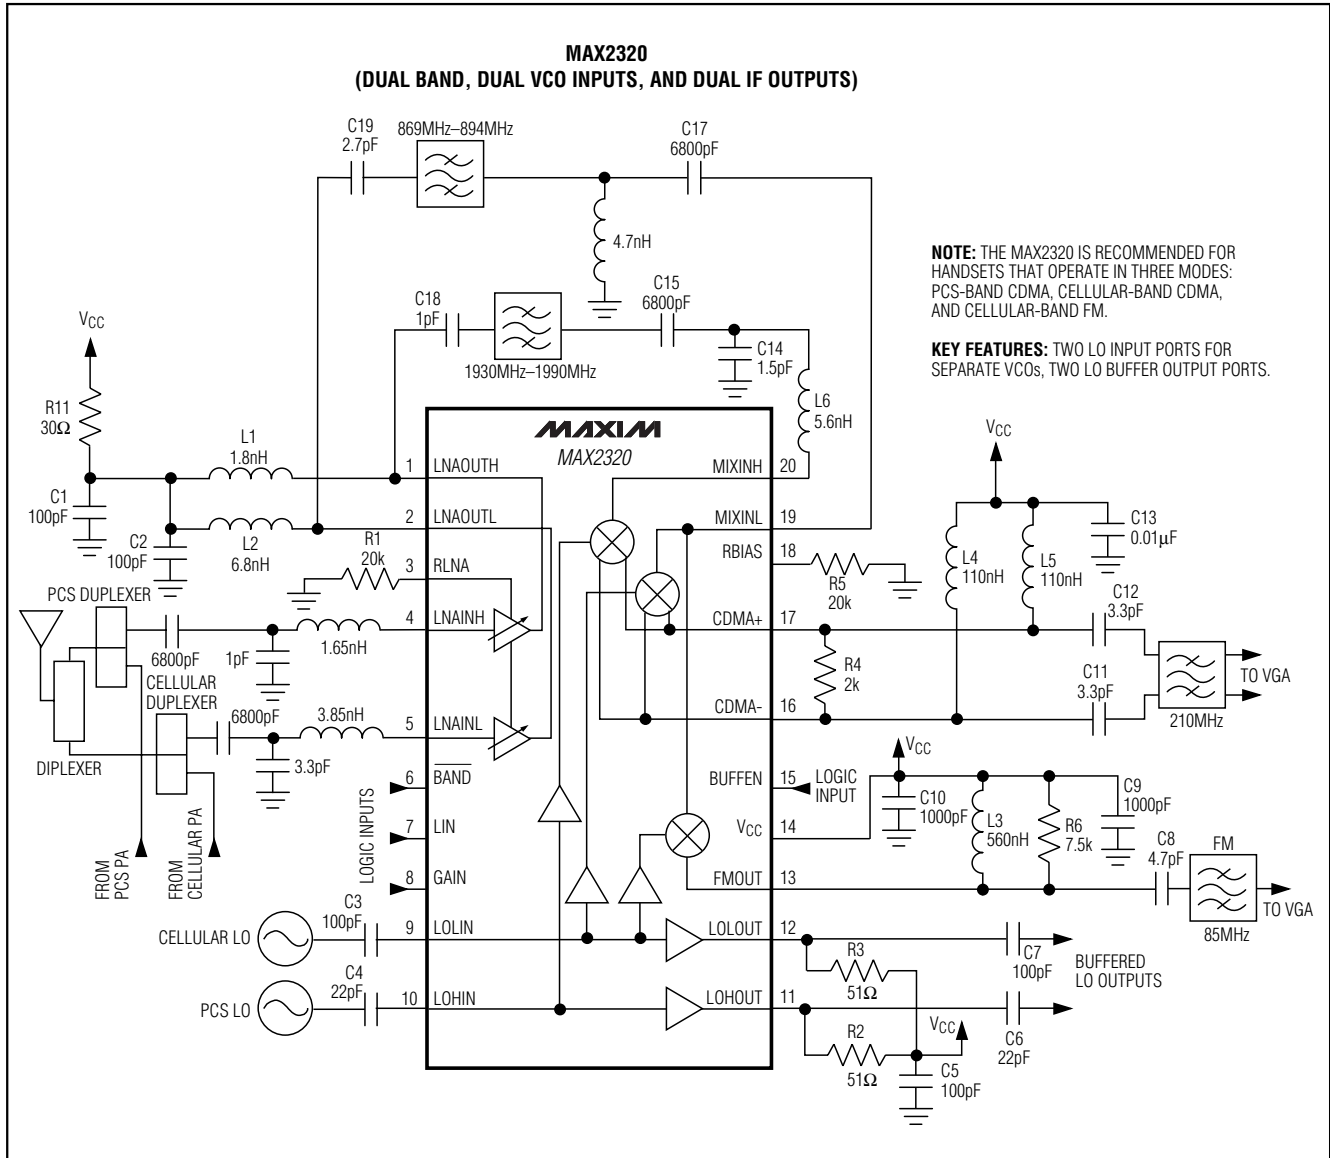 MAX2320
(DUAL BAND, DUAL VCO INPUTS, AND DUAL IF OUTPUTS)
C19
2.7pF
869MHz–894MHz
C17
6800pF
4.7nH
C18
1pF
C15
6800pF
1930MHz–1990MHz
C14
1.5pF
L6
5.6nH
NOTE: THE MAX2320 IS RECOMMENDED FOR
HANDSETS THAT OPERATE IN THREE MODES:
PCS-BAND CDMA, CELLULAR-BAND CDMA,
AND CELLULAR-BAND FM.
KEY FEATURES: TWO LO INPUT PORTS FOR
SEPARATE VCOs, TWO LO BUFFER OUTPUT PORTS.
VCC
R11
30Ω
L1
1.8nH
C1
100pF
C2
100pF
L2
6.8nH
R1
20k
MAXIM
MAX2320
1 LNAOUTH
2 LNAOUTL
3 RLNA
4 LNAINH
5 LNAINL
6 BAND
7 LIN
8 GAIN
9 LOLIN
10 LOHIN
MIXINH 20
MIXINL 19
RBIAS 18
CDMA+ 17
CDMA- 16
BUFFEN 15
VCC 14
FMOUT 13
LOLOUT 12
LOHOUT 11
PCS DUPLEXER
6800pF
1pF
1.65nH
CELLULAR
DUPLEXER
6800pF
3.85nH
3.3pF
DIPLEXER
FROM
PCS PA
FROM
CELLULAR PA
LOGIC INPUTS
C3
100pF
CELLULAR LO
C4
22pF
PCS LO
R5
20k
VCC
L4
110nH
L5
110nH
C13
0.01µF
C12
3.3pF
R4
2k
C11
3.3pF
210MHz
TO VGA
LOGIC
INPUT
VCC
C10
1000pF
L3
560nH
R6
7.5k
C9
1000pF
C8
4.7pF
FM
85MHz
TO VGA
R3
51Ω
C7
100pF
BUFFERED
LO OUTPUTS
R2
51Ω
VCC
C6
22pF
C5
100pF